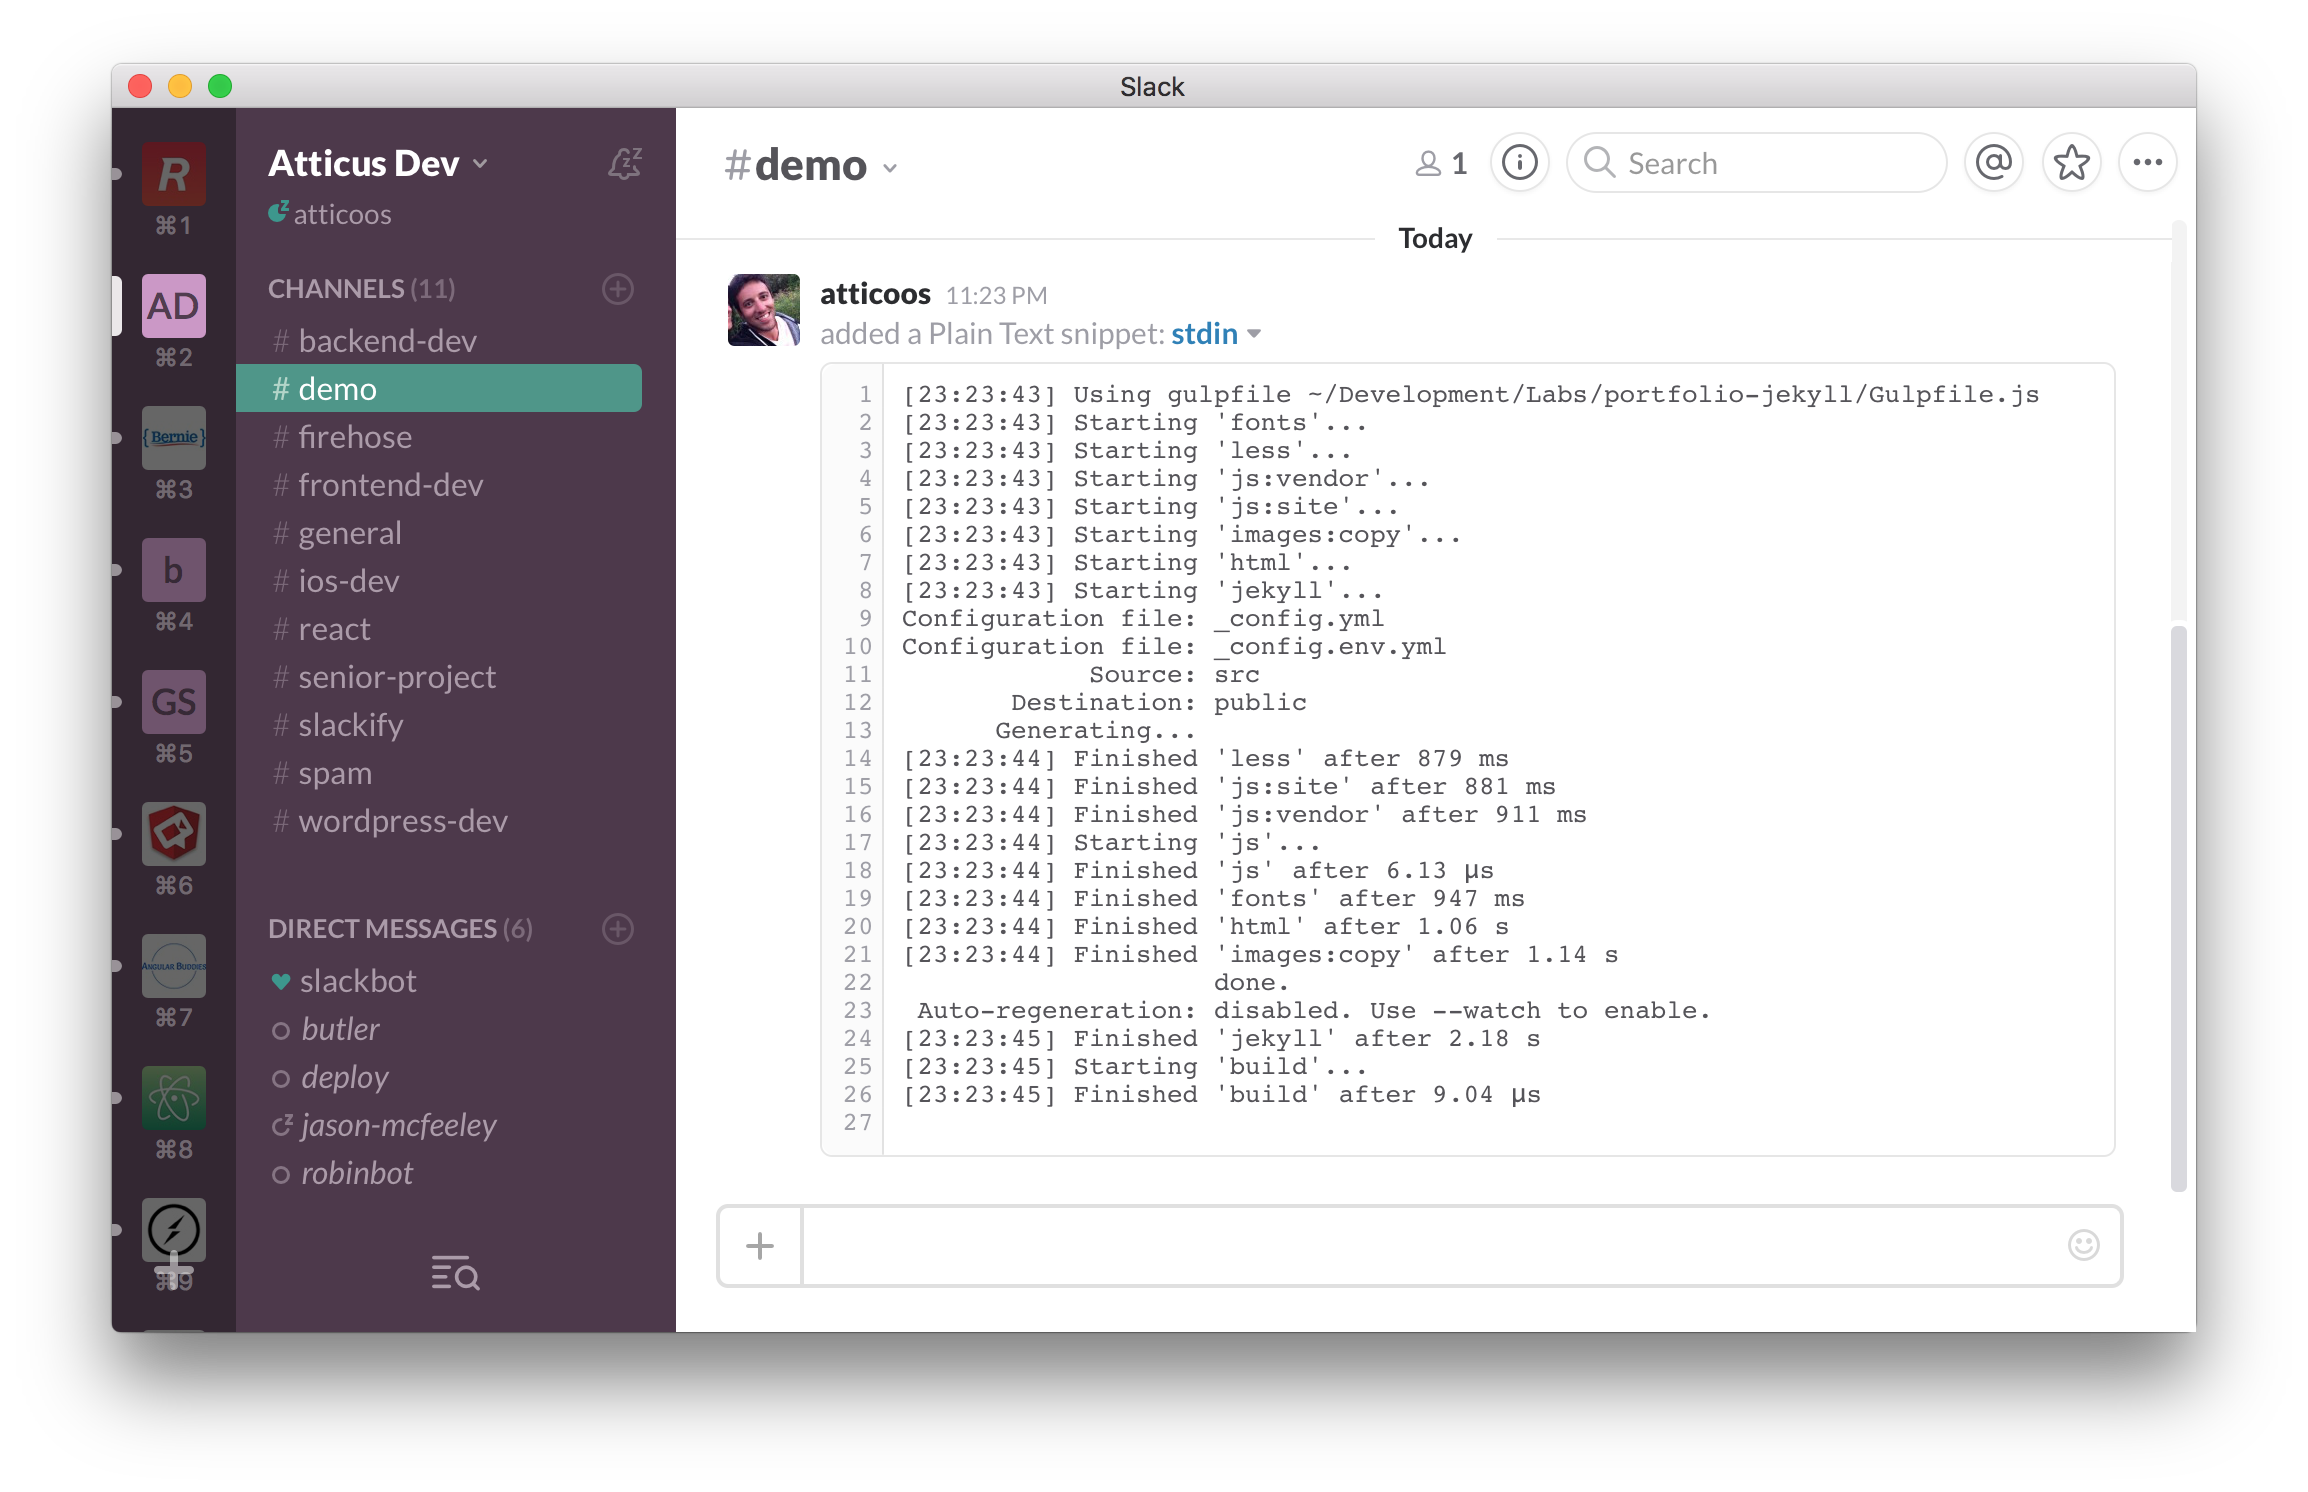 Slack
R
⌘1
AD
⌘2
{Bernie}
⌘3
b
⌘4
GS
⌘5
⌘6
ANGULAR BUDDIES
⌘7
⌘8
⌘9
Atticus Dev
atticoos
CHANNELS (11)
# backend-dev
# demo
# firehose
# frontend-dev
# general
# ios-dev
# react
# senior-project
# slackify
# spam
# wordpress-dev
DIRECT MESSAGES (6)
slackbot
butler
deploy
jason-mcfeeley
robinbot
#demo
1
Search
Today
atticoos 11:23 PM
added a Plain Text snippet: stdin
1 [23:23:43] Using gulpfile ~/Development/Labs/portfolio-jekyll/Gulpfile.js
2 [23:23:43] Starting 'fonts'...
3 [23:23:43] Starting 'less'...
4 [23:23:43] Starting 'js:vendor'...
5 [23:23:43] Starting 'js:site'...
6 [23:23:43] Starting 'images:copy'...
7 [23:23:43] Starting 'html'...
8 [23:23:43] Starting 'jekyll'...
9 Configuration file: _config.yml
10 Configuration file: _config.env.yml
11 Source: src
12 Destination: public
13 Generating...
14 [23:23:44] Finished 'less' after 879 ms
15 [23:23:44] Finished 'js:site' after 881 ms
16 [23:23:44] Finished 'js:vendor' after 911 ms
17 [23:23:44] Starting 'js'...
18 [23:23:44] Finished 'js' after 6.13 μs
19 [23:23:44] Finished 'fonts' after 947 ms
20 [23:23:44] Finished 'html' after 1.06 s
21 [23:23:44] Finished 'images:copy' after 1.14 s
22 done.
23 Auto-regeneration: disabled. Use --watch to enable.
24 [23:23:45] Finished 'jekyll' after 2.18 s
25 [23:23:45] Starting 'build'...
26 [23:23:45] Finished 'build' after 9.04 μs
27